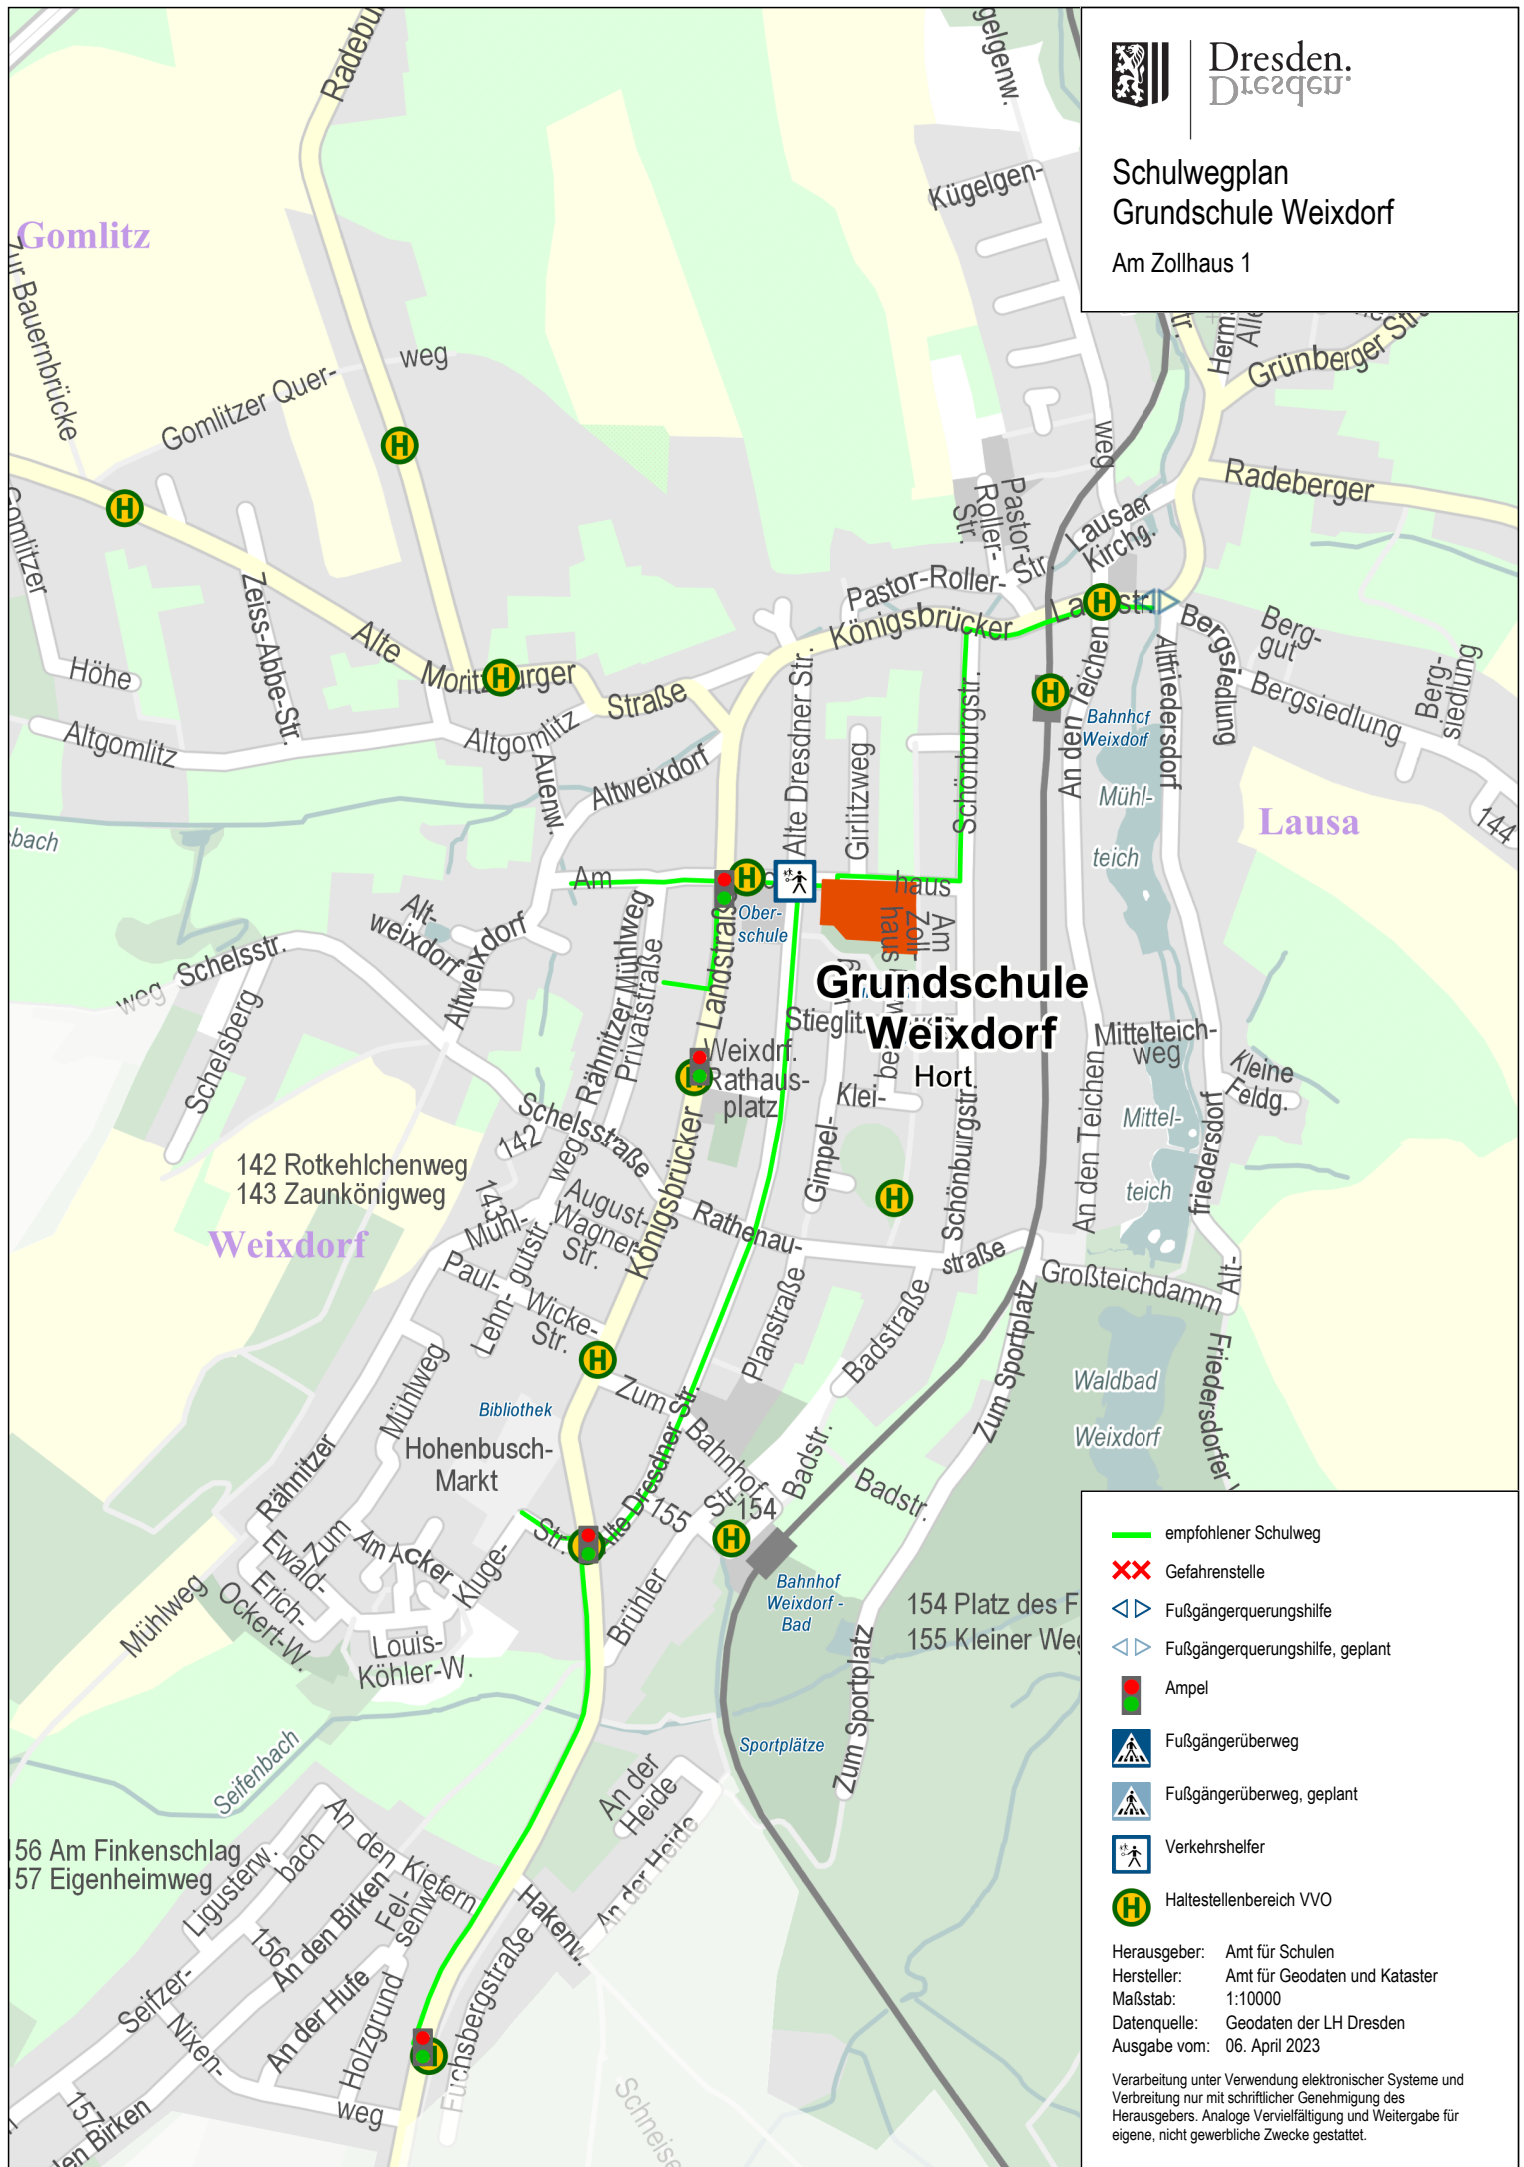 Dresden.
Dresden.
Schulwegplan
Grundschule Weixdorf
Am Zollhaus 1
Kügelgen-
weg
Gomlitz
Zur Bauernbrücke
Gomlitzer Quer-
weg
Grünberger
Radeberger
H
H
Gomlitzer
Höhe
Zeiss-Abbe-Str.
Alte
Moritzburger
H
Straße
Altgomlitz
Altgomlitz
Auenw.
Altweixdorf
Pastor-
Roller-
Str.
Lausaer
Kirchg.
Pastor-Roller-
Str.
Königsbrücker
H
Bergsiedlung
Berg-
gut
Bergsiedlung
Berg-
siedlung
144
H
Bahnhof
Weixdorf
An den Teichen
Altfriedersdorf
Mühl-
teich
Lausa
Alte Dresdner Str.
Girlitzweg
Schönburgstr.
Am
H
haus
Am
Zoll-
haus
Ober-
schule
Alt-
weixdorf
Altweixdorf
Schelsstr.
weg
Schelsberg
Rähnitzer Mühlweg
Privatstraße
Landstraße
Grundschule
Weixdorf
Hort
Stieglit
Weixdrf.
Rathaus-
platz
H
Klei-
Gimpel-
Mittelteich-
weg
Kleine
Feldg.
Mittel-
teich
An den Teichen
friedersdorf
Schelsstraße
142
143
142 Rotkehlchenweg
143 Zaunkönigweg
Weixdorf
weg
Mühl-
August-
Wagner-
Str.
Königsbrücker
Rathenau-
straße
H
Schönburgstr.
Paul-
Wicke-
Str.
Lehn-
gutstr.
H
Planstraße
Badstraße
Großteichdamm
Alt-
Zum Sportplatz
Waldbad
Weixdorf
Friedersdorfer
Mühlweg
Rähnitzer
Bibliothek
Hohenbusch-
Markt
Zum
Bahnhof
Alte Dresdner Str.
Str.
155
154
H
Badstr.
Badstr.
Bahnhof
Weixdorf -
Bad
154 Platz des F
155 Kleiner Weg
Zum
Ewald-
Am Acker
Kluge-
Str.
Erich-
Ockert-W.
Louis-
Köhler-W.
Mühlweg
Brühler
Seifenbach
Sportplätze
Zum Sportplatz
An der
Heide
An der Heide
156 Am Finkenschlag
157 Eigenheimweg
An den Kiefern
Ligusterw.
bach
156
An den Birken
Fel-
senw.
Hakenw.
Seifzer-
Nixen-
An der Hufe
Holzgrund
weg
Fuchsbergstraße
157
den Birken
Schneise
empfohlener Schulweg
Gefahrenstelle
Fußgängerquerungshilfe
Fußgängerquerungshilfe, geplant
Ampel
Fußgängerüberweg
Fußgängerüberweg, geplant
Verkehrshelfer
H Haltestellenbereich VVO
Herausgeber: Amt für Schulen
Hersteller: Amt für Geodaten und Kataster
Maßstab: 1:10000
Datenquelle: Geodaten der LH Dresden
Ausgabe vom: 06. April 2023
Verarbeitung unter Verwendung elektronischer Systeme und
Verbreitung nur mit schriftlicher Genehmigung des
Herausgebers. Analoge Vervielfältigung und Weitergabe für
eigene, nicht gewerbliche Zwecke gestattet.